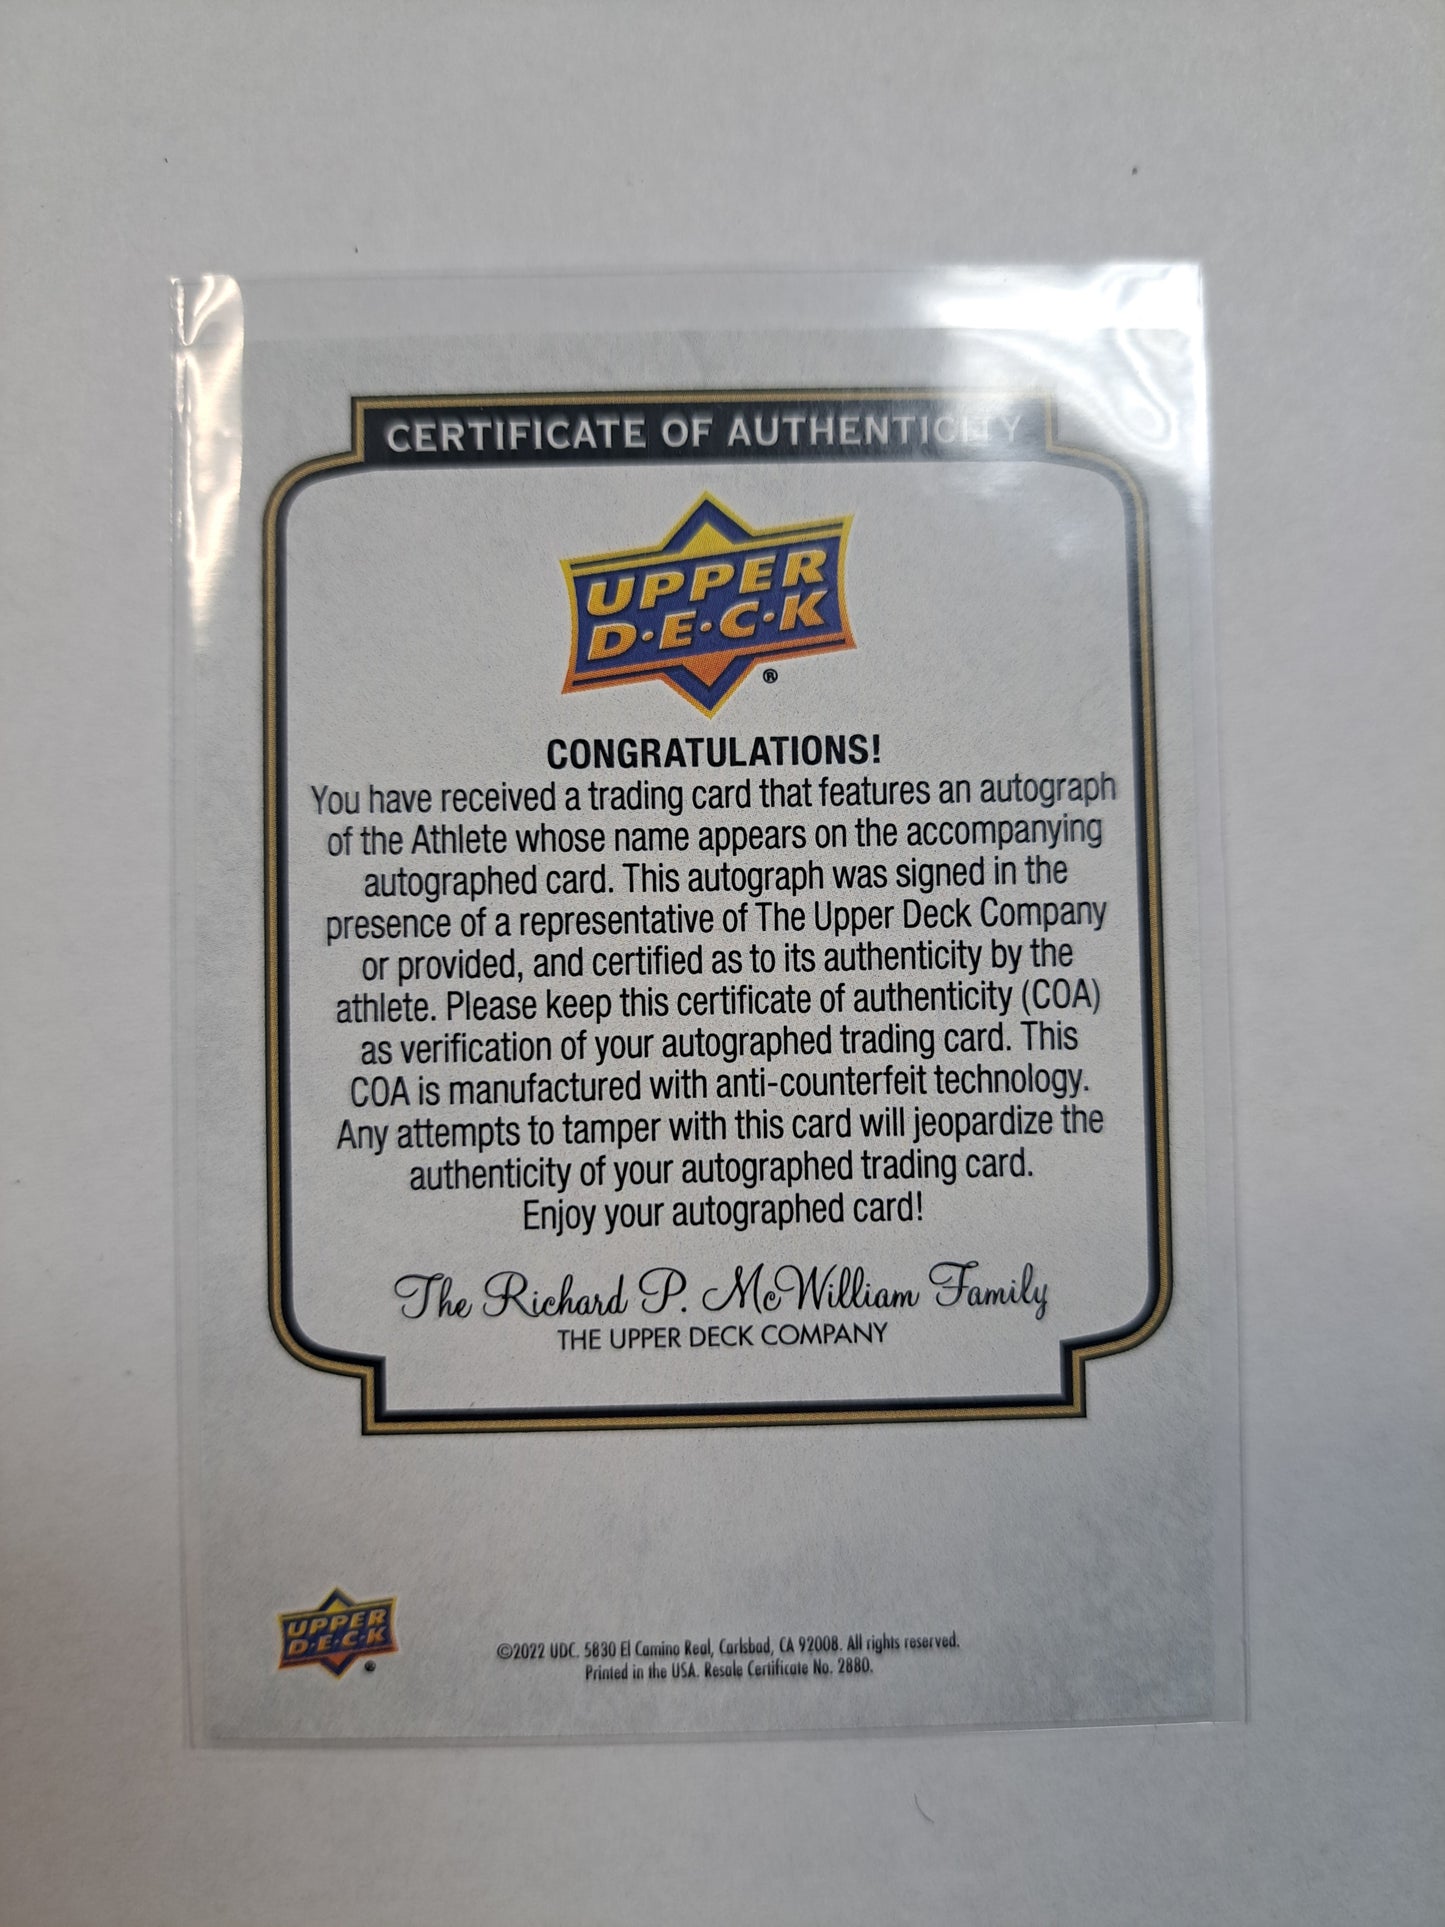 CERTIFICATE OF AUTHENTICITY
UPPER
D·E·C·K
®
CONGRATULATIONS!
You have received a trading card that features an autograph
of the Athlete whose name appears on the accompanying
autographed card. This autograph was signed in the
presence of a representative of The Upper Deck Company
or provided, and certified as to its authenticity by the
athlete. Please keep this certificate of authenticity (COA)
as verification of your autographed trading card. This
COA is manufactured with anti-counterfeit technology.
Any attempts to tamper with this card will jeopardize the
authenticity of your autographed trading card.
Enjoy your autographed card!
The Richard P. McWilliam Family
THE UPPER DECK COMPANY
UPPER
D·E·C·K
®
©2022 UDC. 5830 El Camino Real, Carlsbad, CA 92008. All rights reserved.
Printed in the USA. Resale Certificate No. 2880.